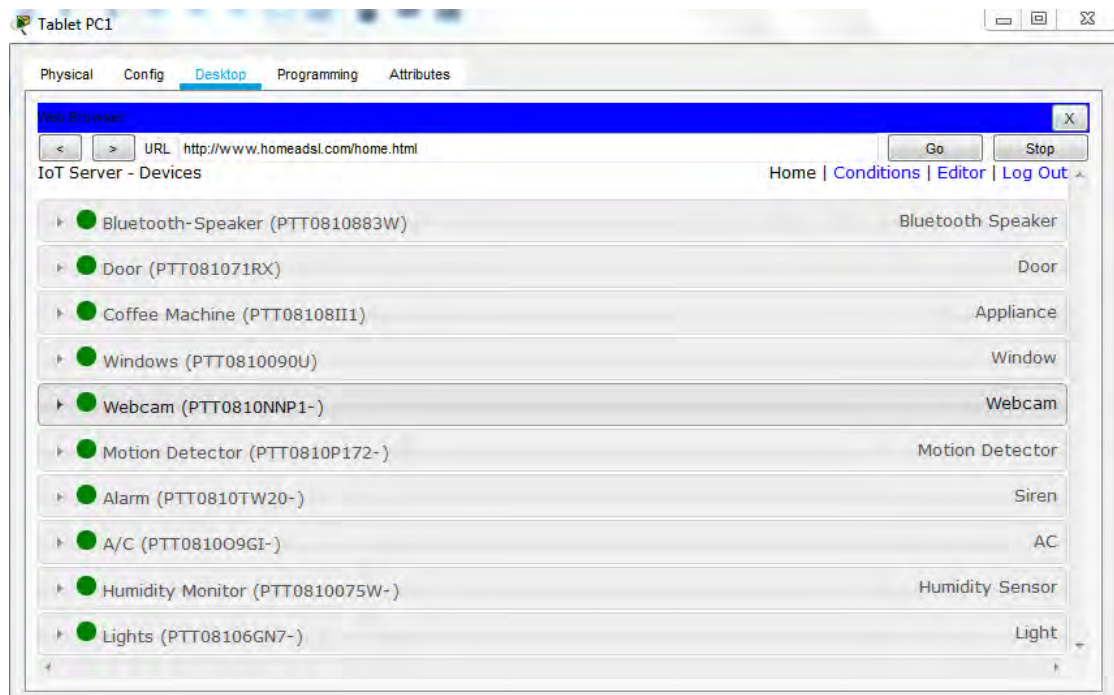 Tablet PC1
Physical Config Desktop Programming Attributes
Web Browser X
< > URL http://www.homeadsl.com/home.html Go Stop
IoT Server - Devices Home | Conditions | Editor | Log Out
Bluetooth-Speaker (PTT0810883W) Bluetooth Speaker
Door (PTT081071RX) Door
Coffee Machine (PTT08108II1) Appliance
Windows (PTT0810090U) Window
Webcam (PTT0810NNP1-) Webcam
Motion Detector (PTT0810P172-) Motion Detector
Alarm (PTT0810TW20-) Siren
A/C (PTT0810O9GI-) AC
Humidity Monitor (PTT0810075W-) Humidity Sensor
Lights (PTT08106GN7-) Light